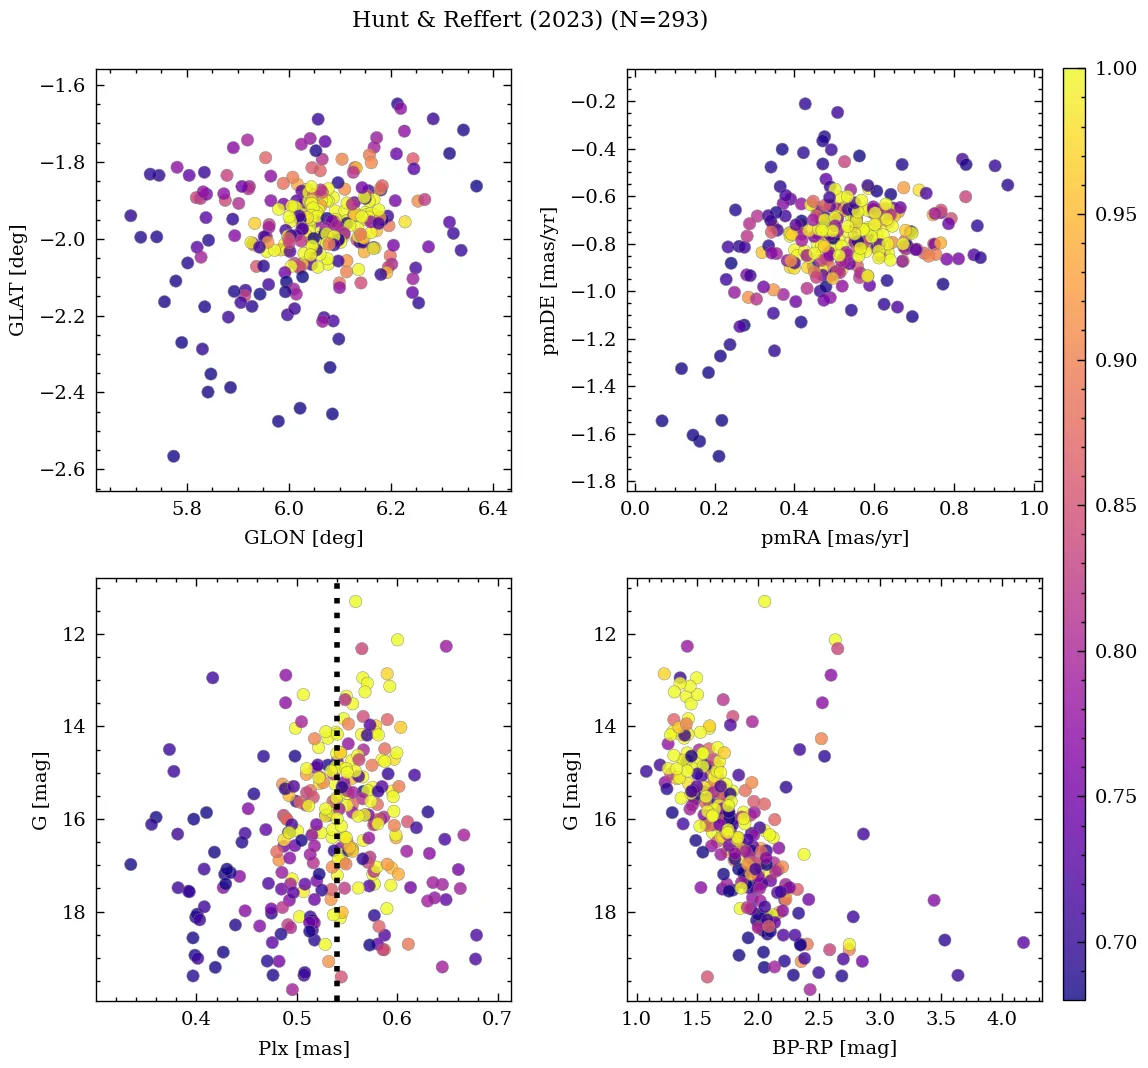 Hunt & Reffert (2023) (N=293)
−1.6
−1.8
−2.0
−2.2
−2.4
−2.6
GLAT [deg]
5.8 6.0 6.2 6.4
GLON [deg]
−0.2
−0.4
−0.6
−0.8
−1.0
−1.2
−1.4
−1.6
−1.8
pmDE [mas/yr]
0.0 0.2 0.4 0.6 0.8 1.0
pmRA [mas/yr]
12
14
16
18
G [mag]
0.4 0.5 0.6 0.7
Plx [mas]
12
14
16
18
G [mag]
1.0 1.5 2.0 2.5 3.0 3.5 4.0
BP-RP [mag]
1.00
0.95
0.90
0.85
0.80
0.75
0.70